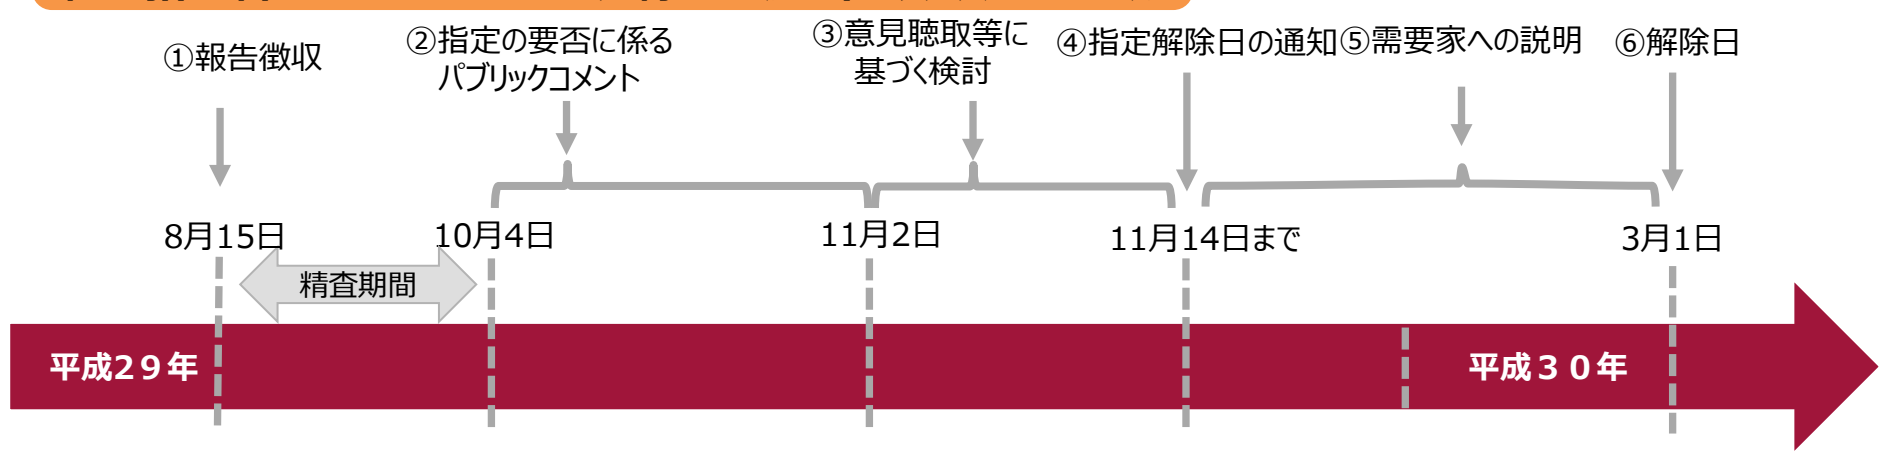 ①報告徴収
②指定の要否に係る
パブリックコメント
③意見聴取等に
基づく検討
④指定解除日の通知
⑤需要家への説明
⑥解除日
8月15日
10月4日
11月2日
11月14日まで
3月1日
精査期間
平成29年
平成30年